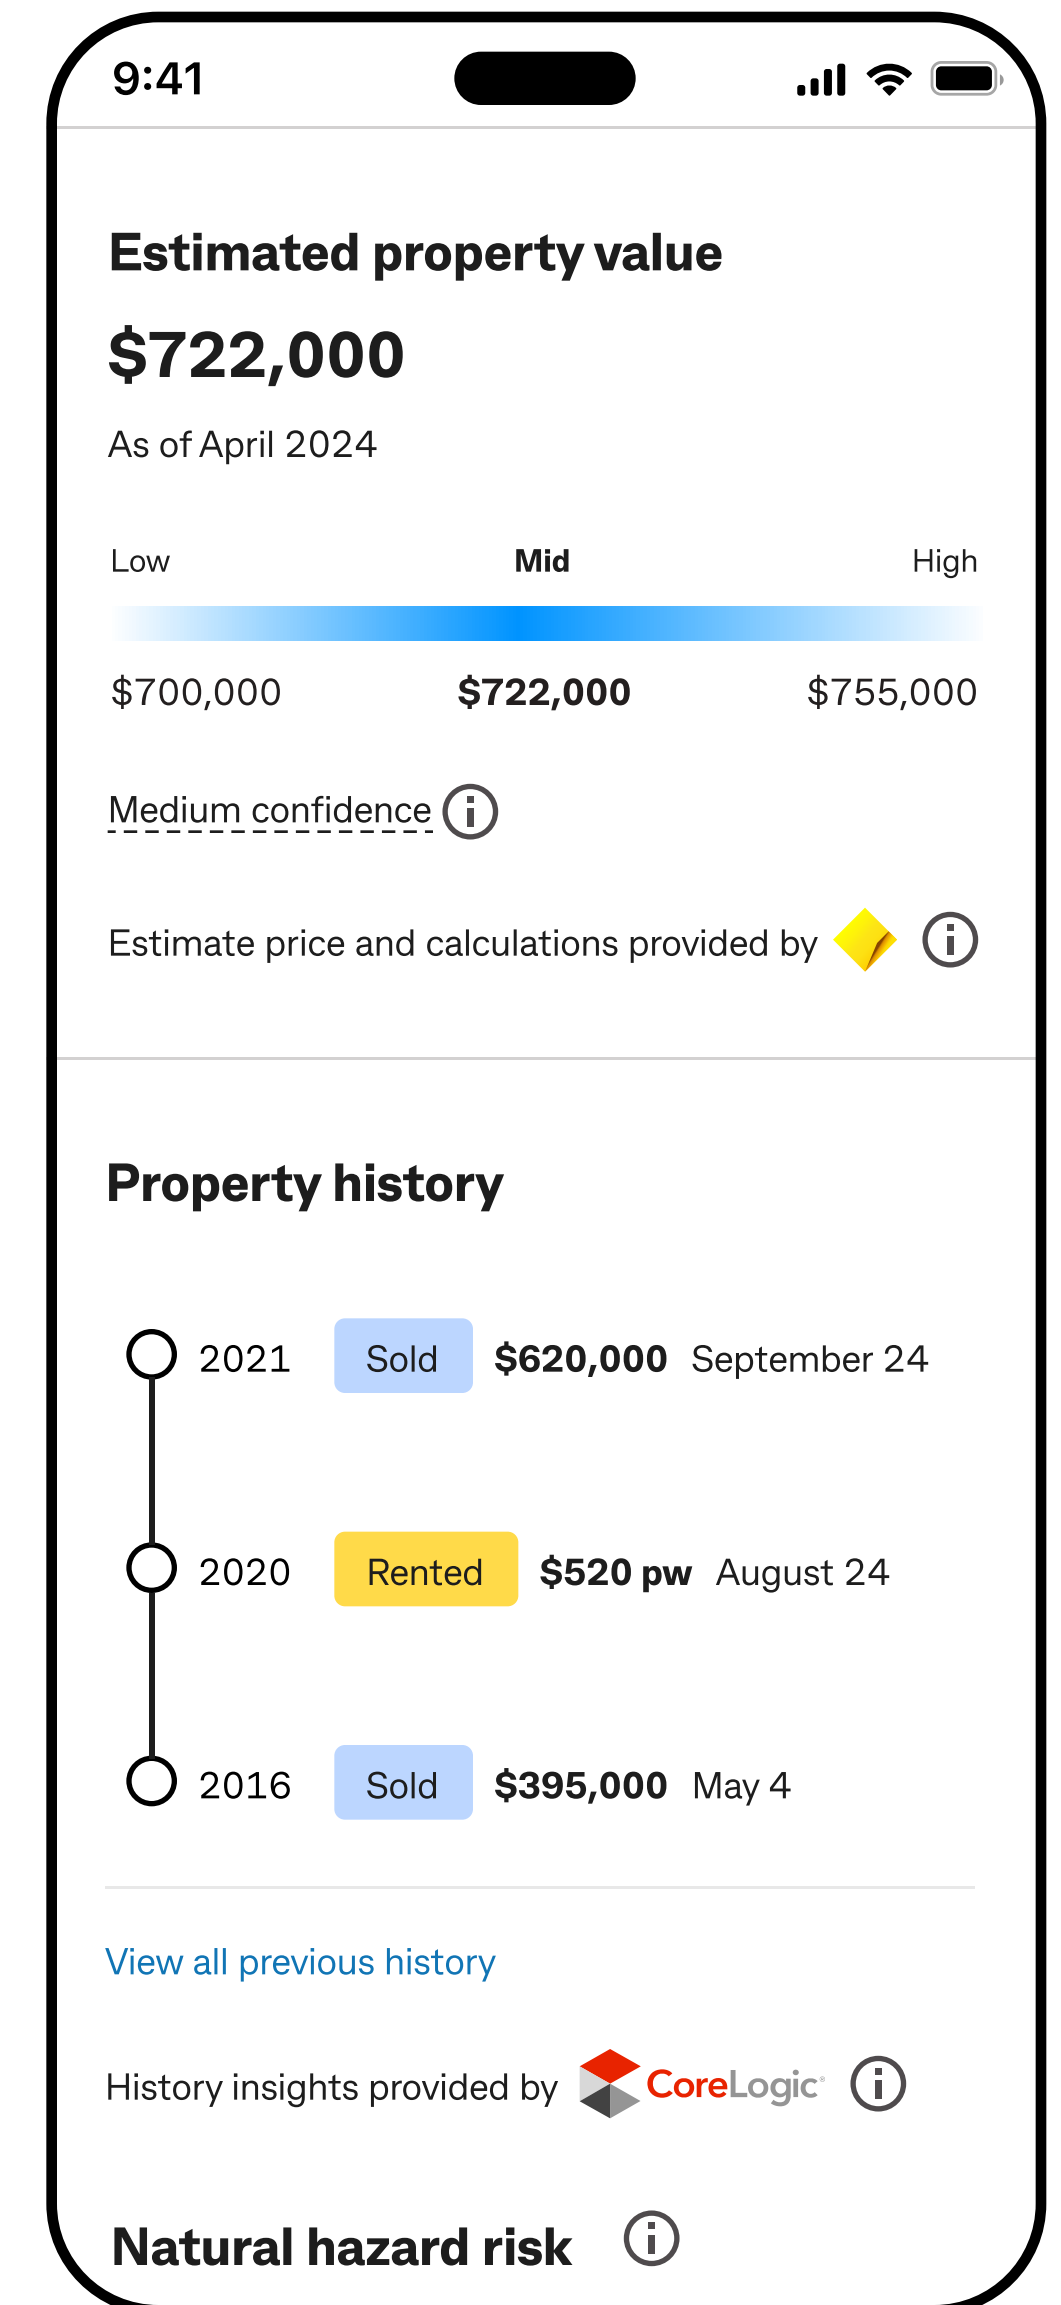 9:41
Estimated property value
$722,000
As of April 2024
Low Mid High
$700,000 $722,000 $755,000
Medium confidence
Estimate price and calculations provided by
Property history
2021 Sold $620,000 September 24
2020 Rented $520 pw August 24
2016 Sold $395,000 May 4
View all previous history
History insights provided by CoreLogic
Natural hazard risk